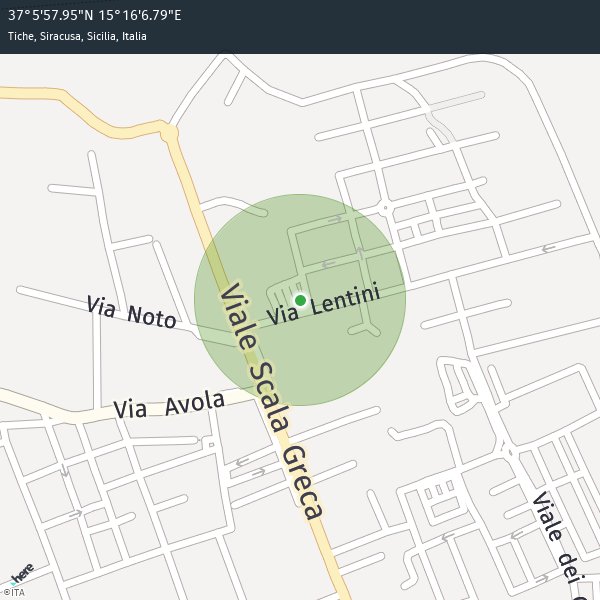 37°5'57.95"N 15°16'6.79"E
Tiche, Siracusa, Sicilia, Italia
Via Lentini
Via Noto
Viale Scala Greca
Via Avola
Viale dei
here
©ITA